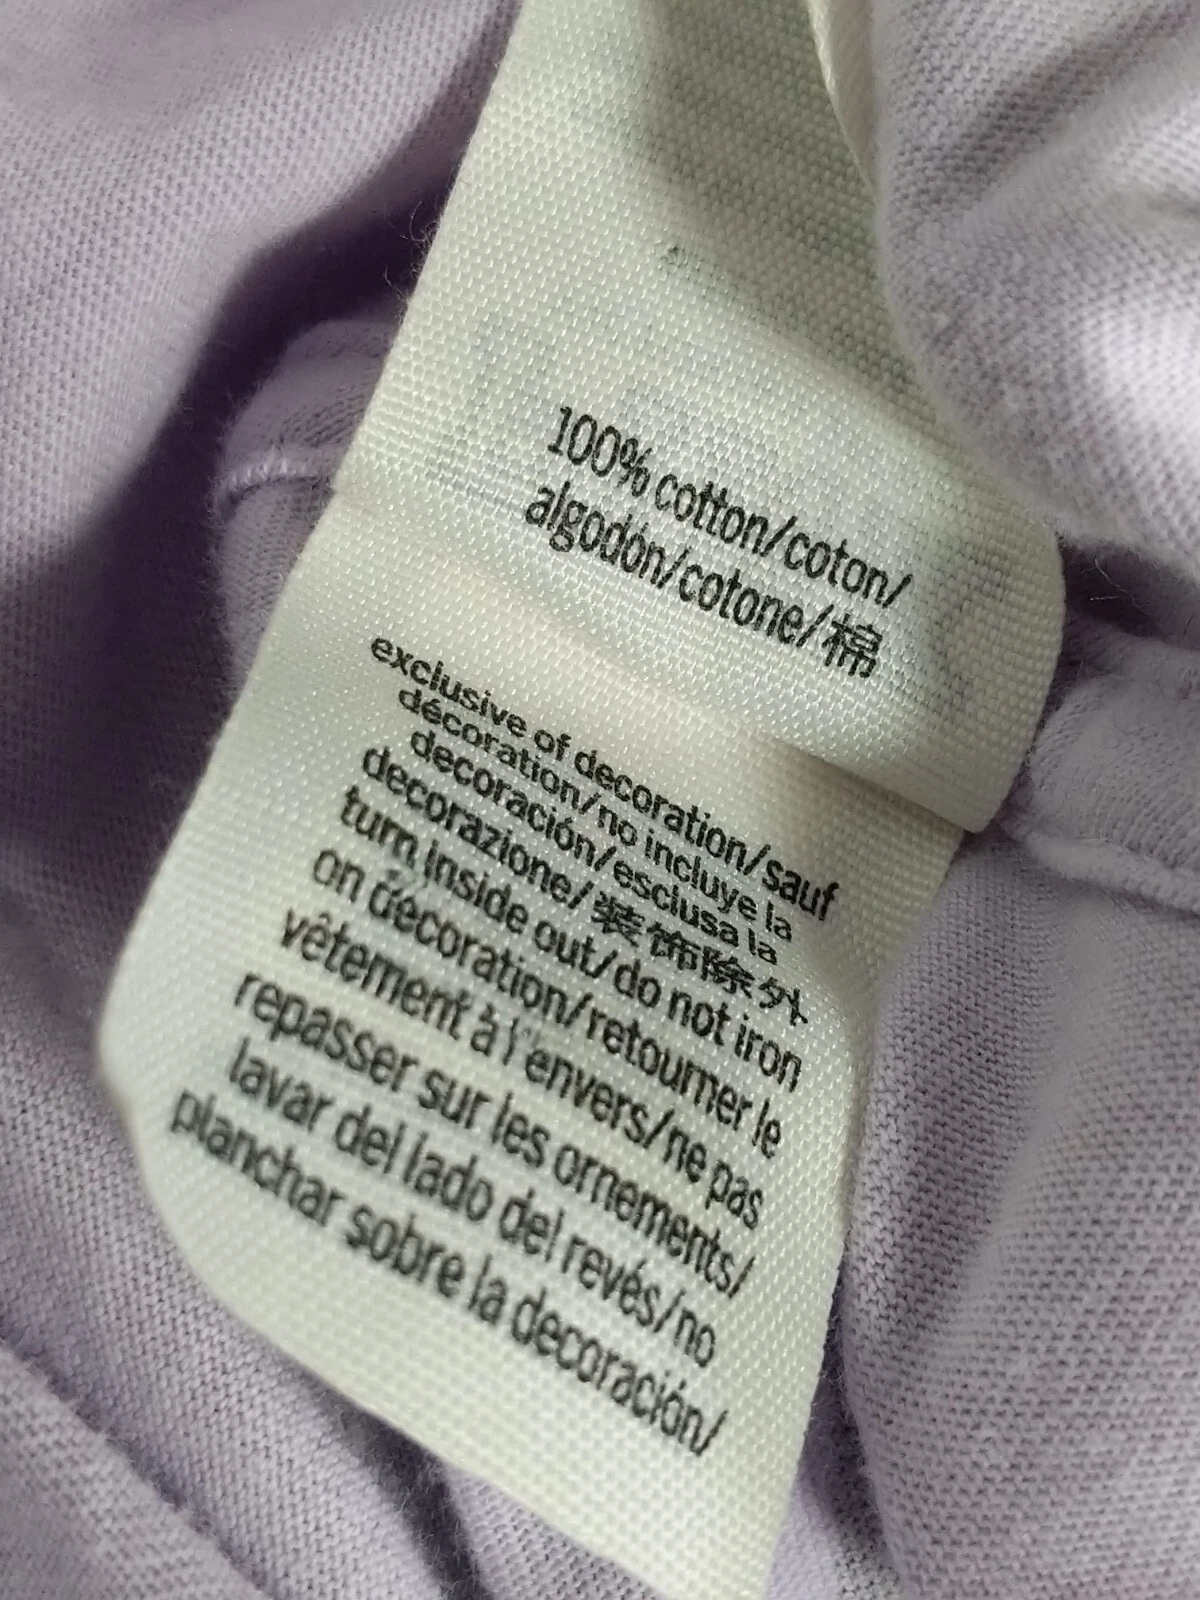 100% cotton/coton/
algodón/cotone/棉
exclusive of decoration/sauf
décoration/no incluye la
decoración/esclusa la
decorazione/装饰除外
turn inside out/do not iron
on decoration/retourner le
vêtement à l'envers/ne pas
repasser sur les ornements/
lavar del lado del revés/no
planchar sobre la decoración/